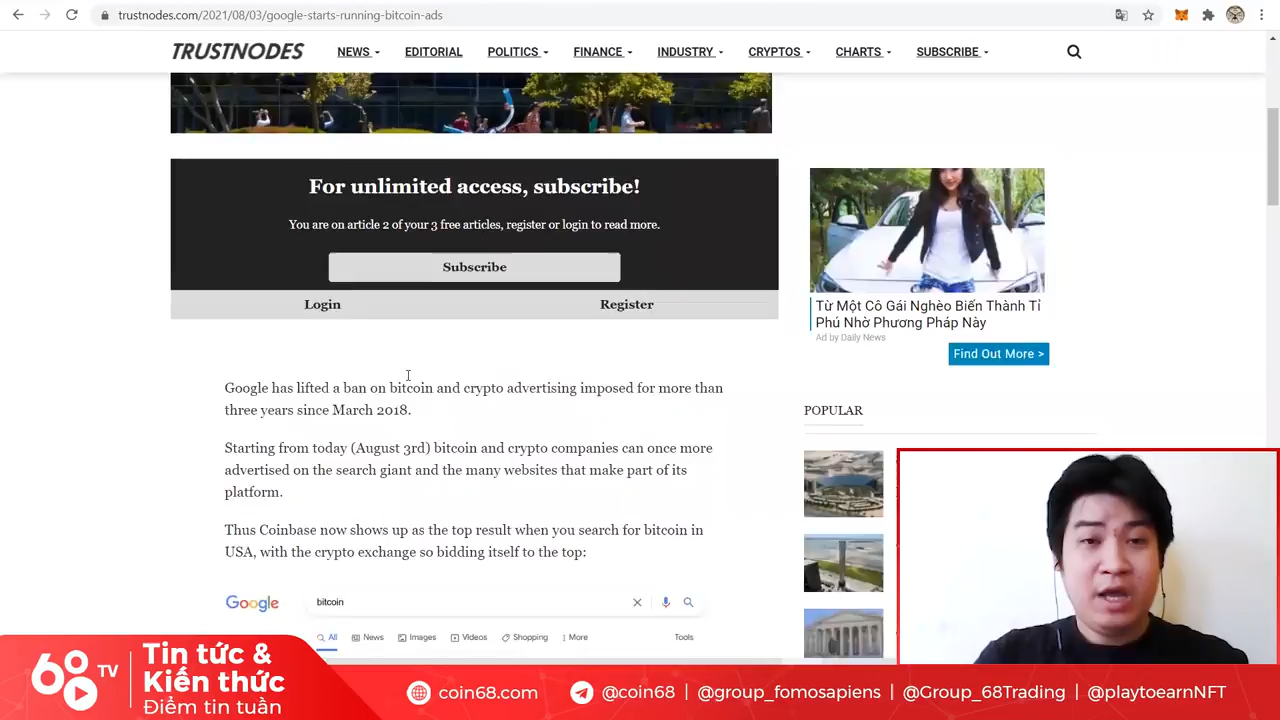 trustnodes.com/2021/08/03/google-starts-running-bitcoin-ads
TRUSTNODES
NEWS
EDITORIAL
POLITICS
FINANCE
INDUSTRY
CRYPTOS
CHARTS
SUBSCRIBE
For unlimited access, subscribe!
You are on article 2 of your 3 free articles, register or login to read more.
Subscribe
Login
Register
Từ Một Cô Gái Nghèo Biến Thành Tỉ
Phú Nhờ Phương Pháp Này
Ad by Daily News
Find Out More >
Google has lifted a ban on bitcoin and crypto advertising imposed for more than
three years since March 2018.
Starting from today (August 3rd) bitcoin and crypto companies can once more
advertised on the search giant and the many websites that make part of its
platform.
Thus Coinbase now shows up as the top result when you search for bitcoin in
USA, with the crypto exchange so bidding itself to the top:
POPULAR
Google
bitcoin
All
News
Images
Videos
Shopping
More
Tools
68 TV
Tin tức &
Kiến thức
Điểm tin tuần
coin68.com
@coin68 | @group_fomosapiens | @Group_68Trading | @playtoearnNFT